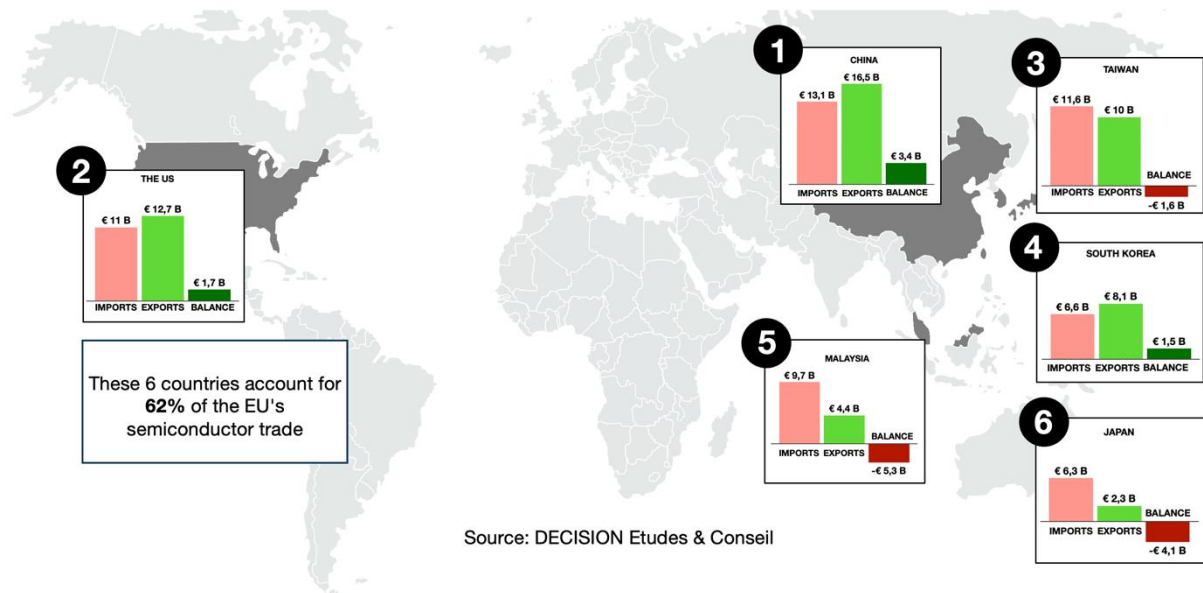 1
CHINA
€ 13,1 B
€ 16,5 B
€ 3,4 B
IMPORTS EXPORTS BALANCE
2
THE US
€ 11 B
€ 12,7 B
€ 1,7 B
IMPORTS EXPORTS BALANCE
3
TAIWAN
€ 11,6 B
€ 10 B
BALANCE
IMPORTS EXPORTS
-€ 1,6 B
4
SOUTH KOREA
€ 6,6 B
€ 8,1 B
€ 1,5 B
IMPORTS EXPORTS BALANCE
5
MALAYSIA
€ 9,7 B
€ 4,4 B
BALANCE
IMPORTS EXPORTS
-€ 5,3 B
6
JAPAN
€ 6,3 B
€ 2,3 B
BALANCE
IMPORTS EXPORTS
-€ 4,1 B
These 6 countries account for
62% of the EU's
semiconductor trade
Source: DECISION Etudes & Conseil